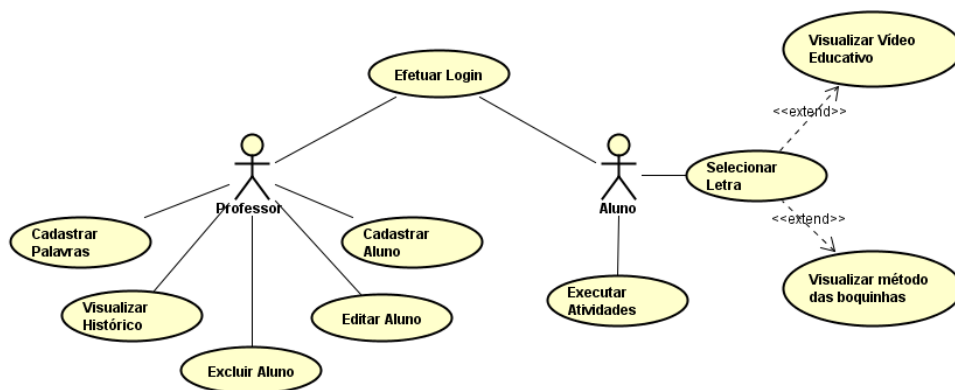 Visualizar Vídeo
Educativo
Efetuar Login
<<extend>>
Selecionar
Letra
Professor
Aluno
<<extend>>
Cadastrar
Palavras
Cadastrar
Aluno
Visualizar método
das boquinhas
Visualizar
Histórico
Editar Aluno
Executar
Atividades
Excluir Aluno